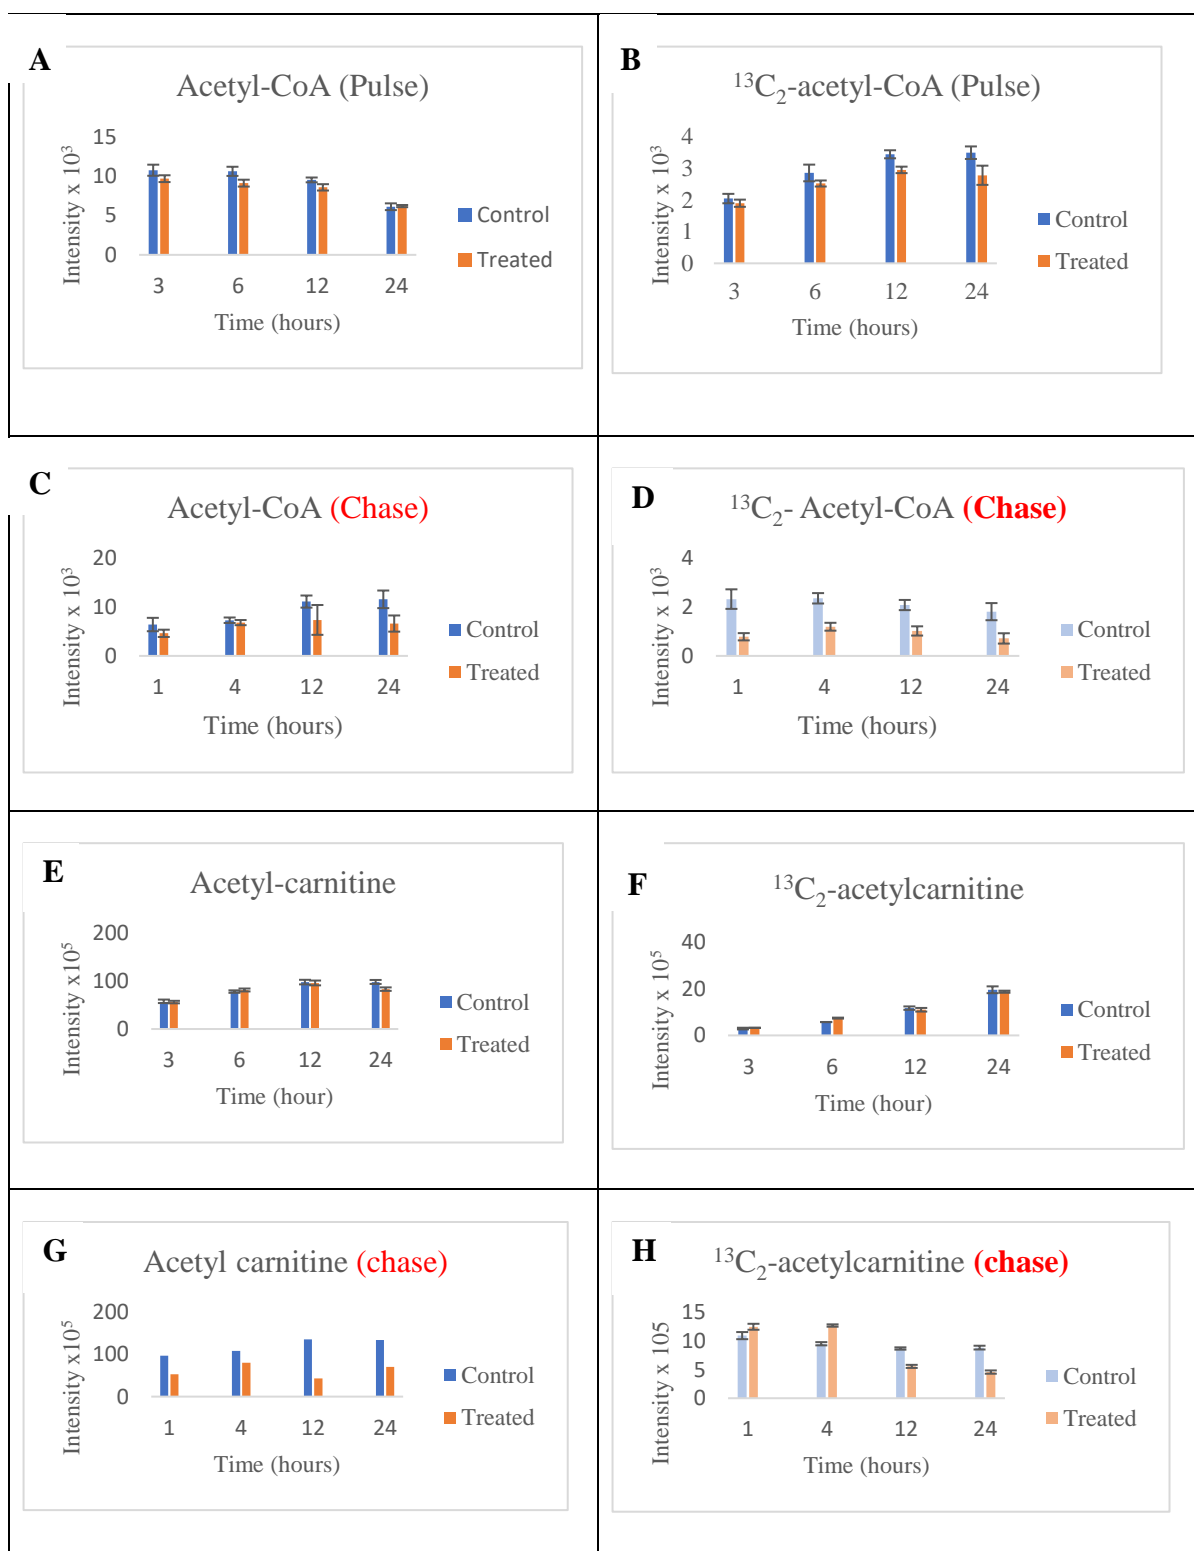 A
Acetyl-CoA (Pulse)
15
10
5
0
Intensity x 10³
3 6 12 24
Time (hours)
Control
Treated
B
¹³C₂-acetyl-CoA (Pulse)
4
3
2
1
0
Intensity x 10³
3 6 12 24
Time (hours)
Control
Treated
C
Acetyl-CoA (Chase)
20
10
0
Intensity x 10³
1 4 12 24
Time (hours)
Control
Treated
D
¹³C₂- Acetyl-CoA (Chase)
4
2
0
Intensity x 10³
1 4 12 24
Time (hours)
Control
Treated
E
Acetyl-carnitine
200
100
0
Intensity x10⁵
3 6 12 24
Time (hour)
Control
Treated
F
¹³C₂-acetylcarnitine
40
20
0
Intensity x 10⁵
3 6 12 24
Time (hour)
Control
Treated
G
Acetyl carnitine (chase)
200
100
0
Intensity x10⁵
1 4 12 24
Time (hours)
Control
Treated
H
¹³C₂-acetylcarnitine (chase)
15
10
5
0
Intensity x 105
1 4 12 24
Time (hours)
Control
Treated